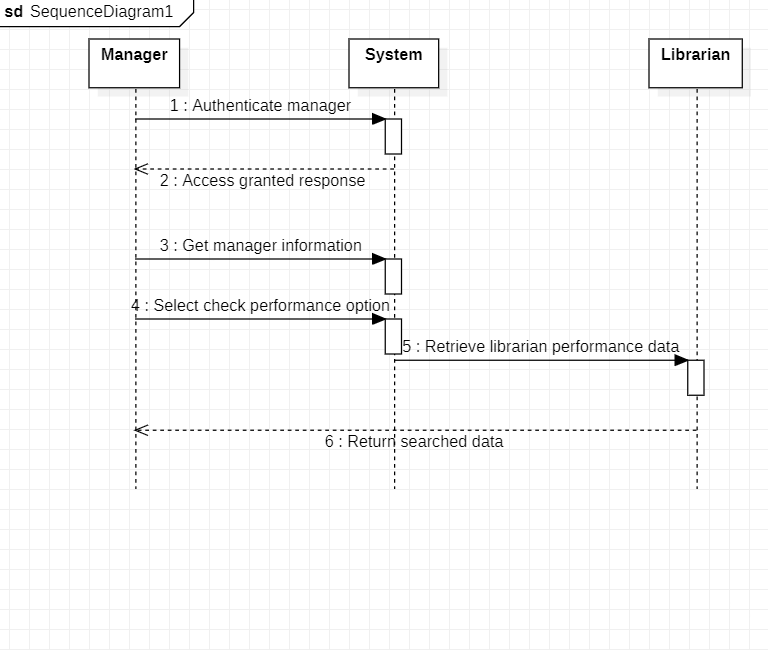 sd SequenceDiagram1
Manager
System
Librarian
1 : Authenticate manager
2 : Access granted response
3 : Get manager information
4 : Select check performance option
5 : Retrieve librarian performance data
6 : Return searched data